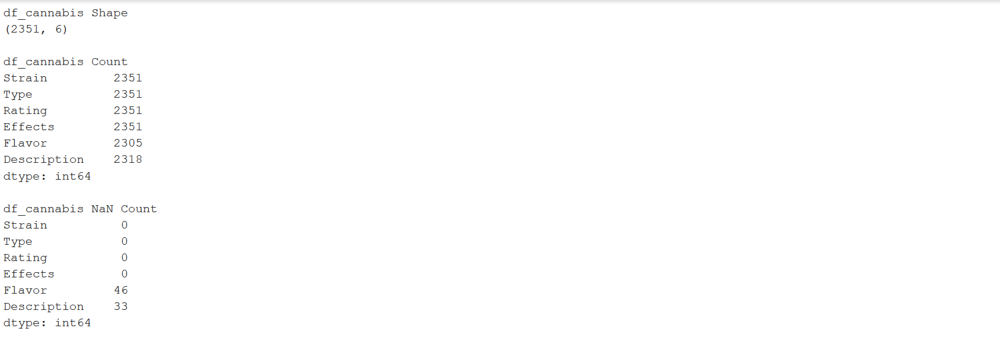 df_cannabis Shape
(2351, 6)
df_cannabis Count
Strain 2351
Type 2351
Rating 2351
Effects 2351
Flavor 2305
Description 2318
dtype: int64
df_cannabis NaN Count
Strain 0
Type 0
Rating 0
Effects 0
Flavor 46
Description 33
dtype: int64